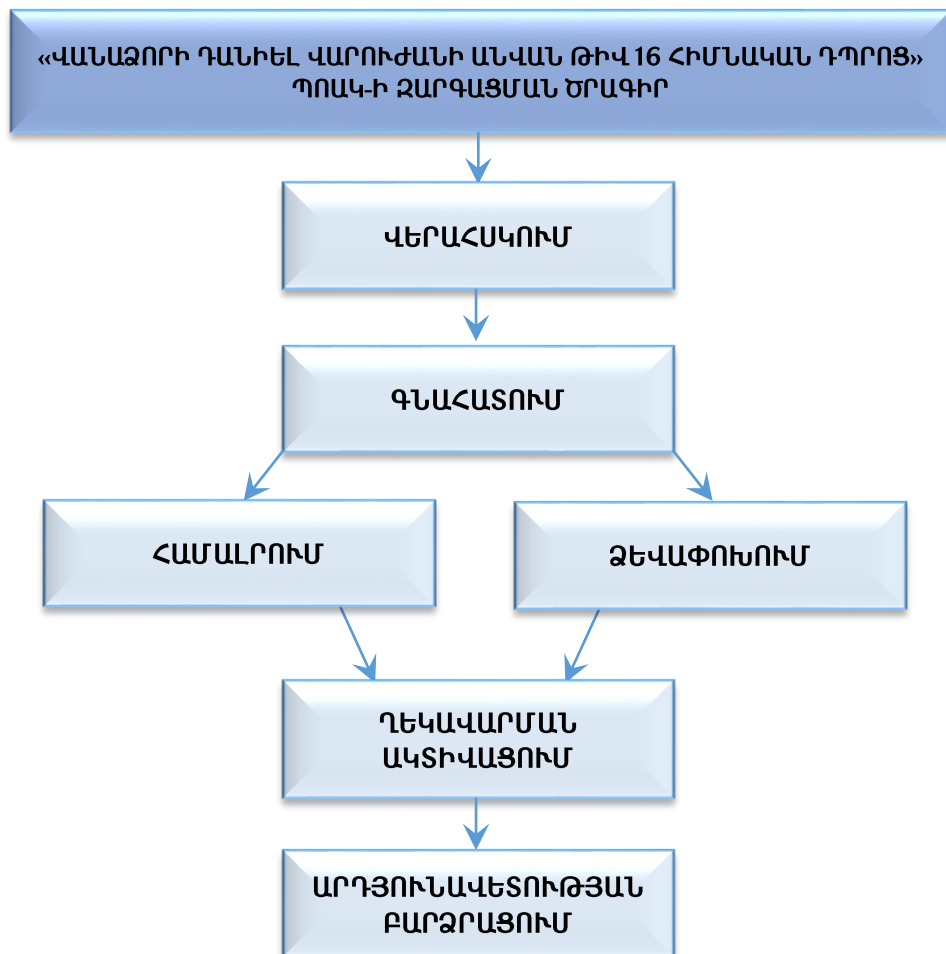 «ՎԱՆԱՁՈՐԻ ԴԱՆԻԵԼ ՎԱՐՈՒԺԱՆԻ ԱՆՎԱՆ ԹԻՎ 16 ՀԻՄՆԱԿԱՆ ԴՊՐՈՑ»
ՊՈԱԿ-Ի ԶԱՐԳԱՑՄԱՆ ԾՐԱԳԻՐ
ՎԵՐԱՀՍԿՈՒՄ
ԳՆԱՀԱՏՈՒՄ
ՀԱՄԱԼՐՈՒՄ
ՁԵՎԱՓՈԽՈՒՄ
ՂԵԿԱՎԱՐՄԱՆ
ԱԿՏԻՎԱՑՈՒՄ
ԱՐԴՅՈՒՆԱՎԵՏՈՒԹՅԱՆ
ԲԱՐՁՐԱՑՈՒՄ